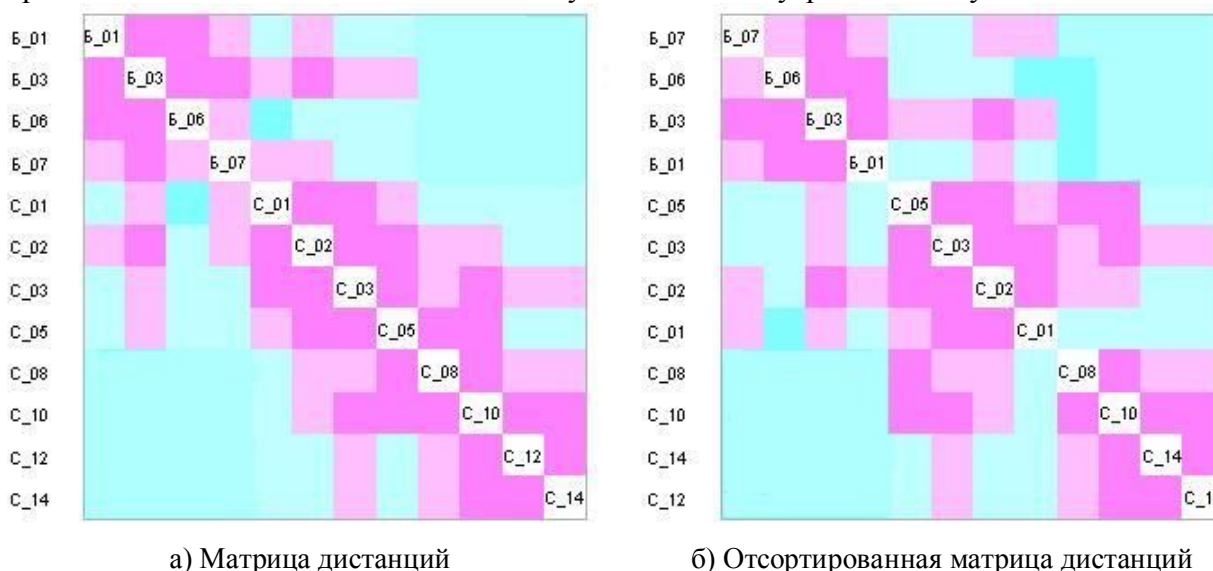 Б_01 Б_01
Б_03 Б_03
Б_06 Б_06
Б_07 Б_07
С_01 С_01
С_02 С_02
С_03 С_03
С_05 С_05
С_08 С_08
С_10 С_10
С_12 С_12
С_14 С_14
а) Матрица дистанций
Б_07 Б_07
Б_06 Б_06
Б_03 Б_03
Б_01 Б_01
С_05 С_05
С_03 С_03
С_02 С_02
С_01 С_01
С_08 С_08
С_10 С_10
С_14 С_14
С_12 С_1
б) Отсортированная матрица дистанций